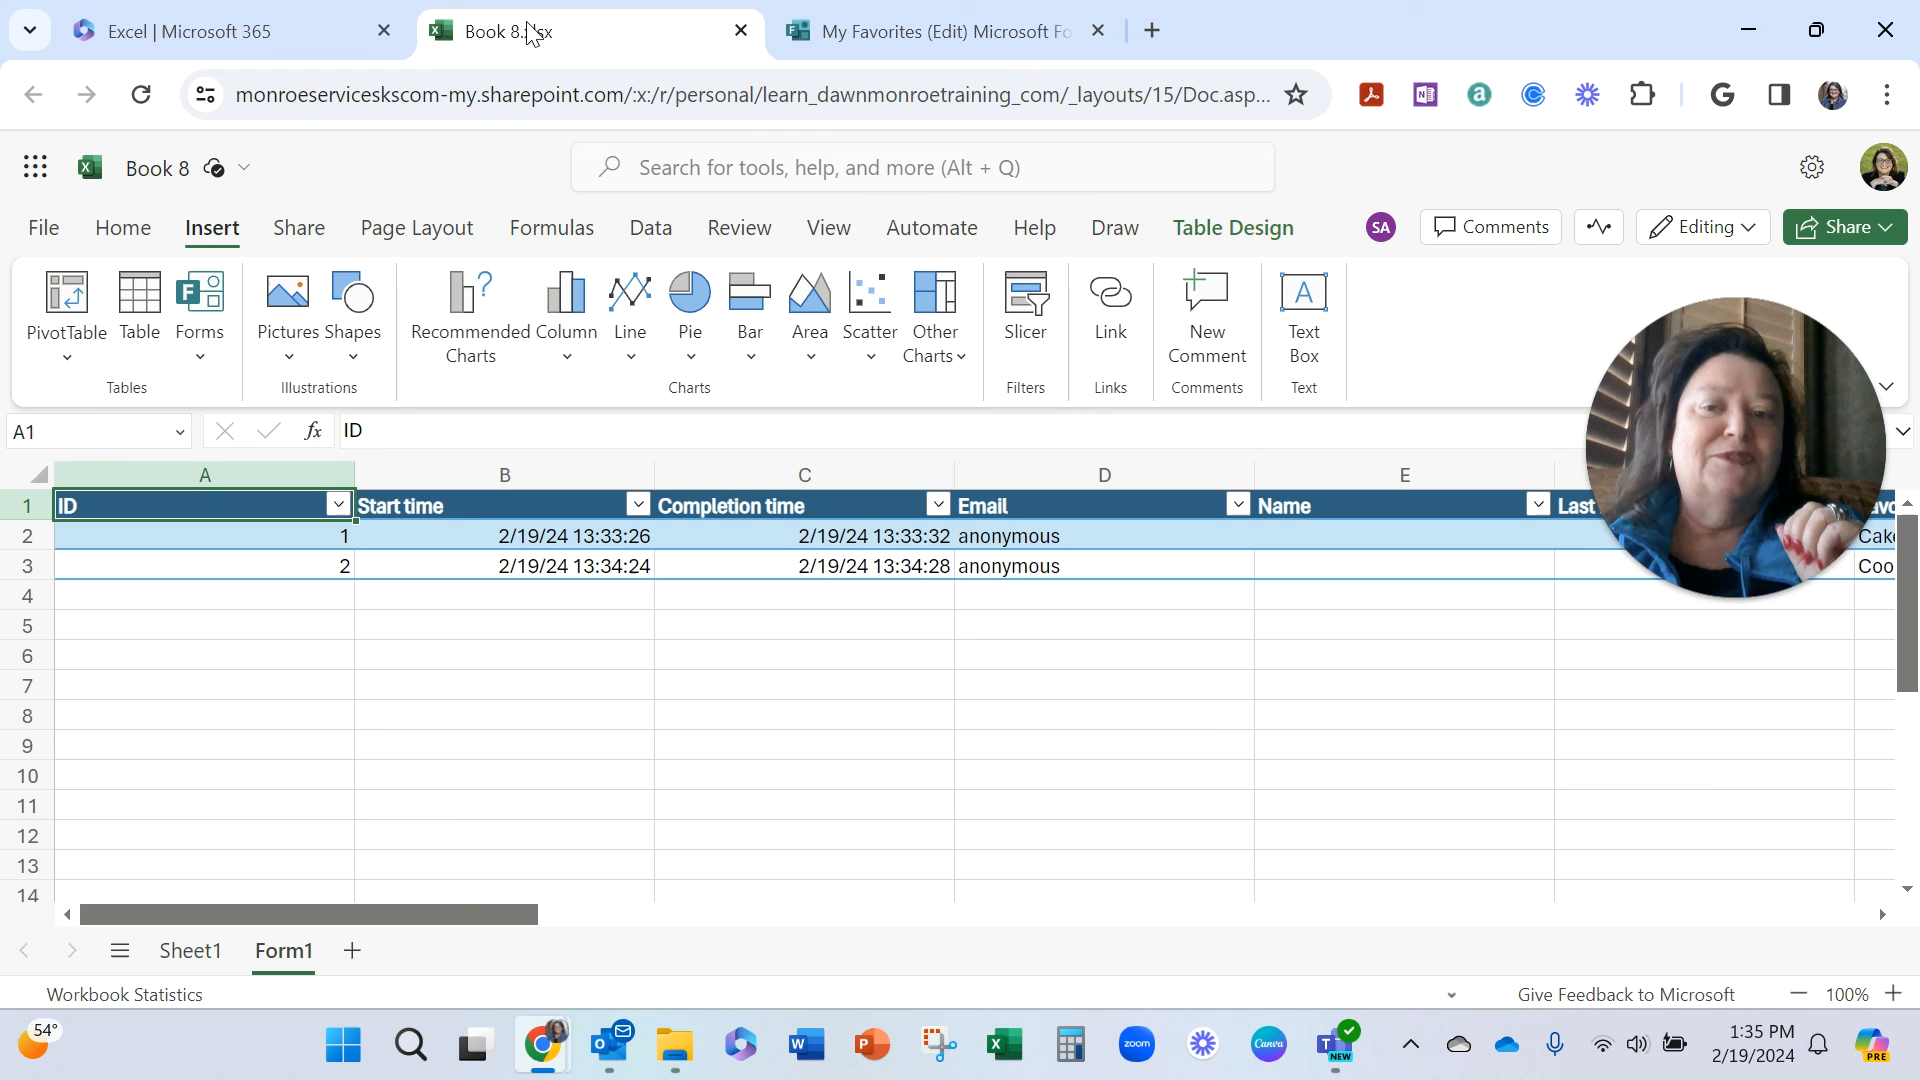 Excel | Microsoft 365
My Favorites (Edit) Microsoft Fo
monroeserviceskscom-my.sharepoint.com/:x:/r/personal/learn_dawnmonroetraining_com/_layouts/15/Doc.asp...
Book 8
Search for tools, help, and more (Alt + Q)
File Home Insert Share Page Layout Formulas Data Review View Automate Help Draw Table Design SA Comments Editing Share
PivotTable Table Forms Pictures Shapes Recommended Charts Column Line Pie Bar Area Scatter Other Charts Slicer Link New Comment Text Box
Tables Illustrations Charts Filters Links Comments Text
A1 fx ID
A B C D E
1 ID Start time Completion time Email Name Last
2 1 2/19/24 13:33:26 2/19/24 13:33:32 anonymous
3 2 2/19/24 13:34:24 2/19/24 13:34:28 anonymous Coo
4
5
6
7
8
9
10
11
12
13
14
Sheet1 Form1
Workbook Statistics Give Feedback to Microsoft 100%
54° zoom Canva NEW 1:35 PM PRE
2/19/2024